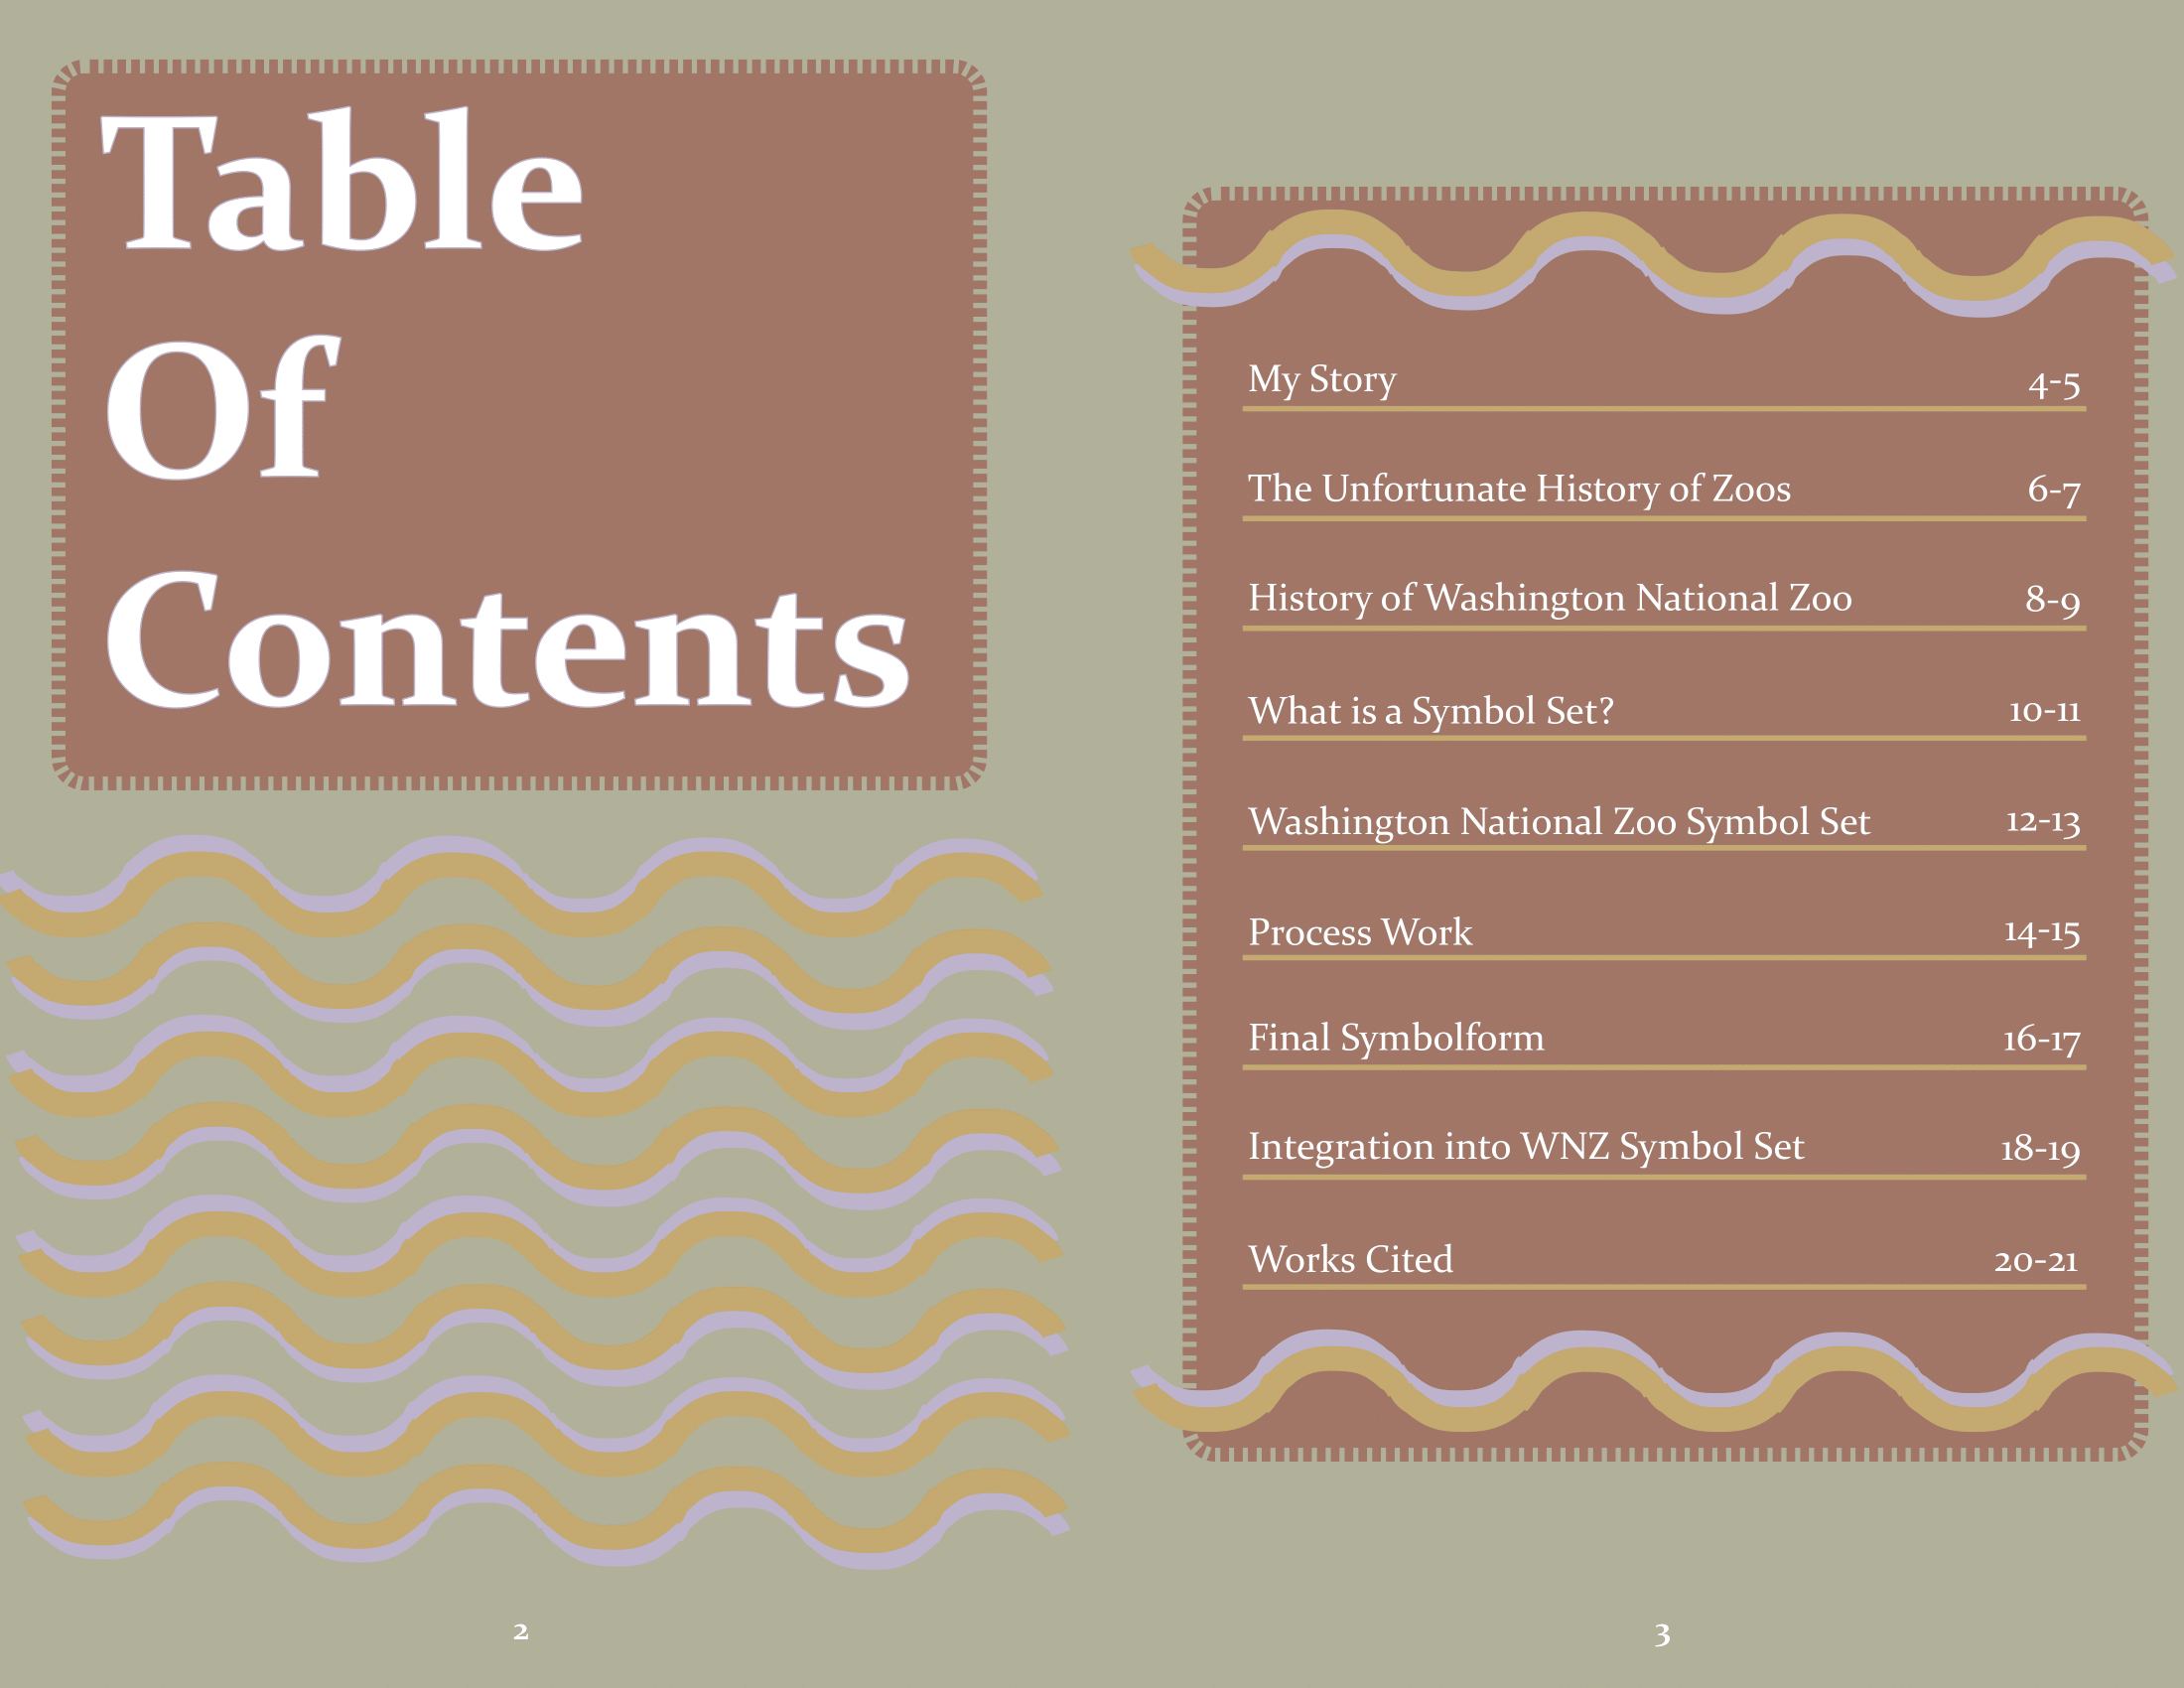 Table
Of
Contents
2
My Story 4-5
The Unfortunate History of Zoos 6-7
History of Washington National Zoo 8-9
What is a Symbol Set? 10-11
Washington National Zoo Symbol Set 12-13
Process Work 14-15
Final Symbolform 16-17
Integration into WNZ Symbol Set 18-19
Works Cited 20-21
3